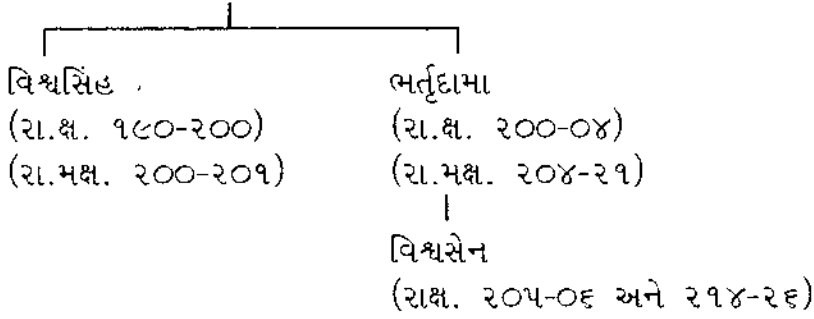 વિશ્વસિંહ
(રા.ક્ષ. ૧૯૦-૨૦૦)
(રા.મક્ષ. ૨૦૦-૨૦૧)
ભર્તૃદામા
(રા.ક્ષ. ૨૦૦-૦૪)
(રા.મક્ષ. ૨૦૪-૨૧)
વિશ્વસેન
(રાક્ષ. ૨૦૫-૦૬ અને ૨૧૪-૨૬)